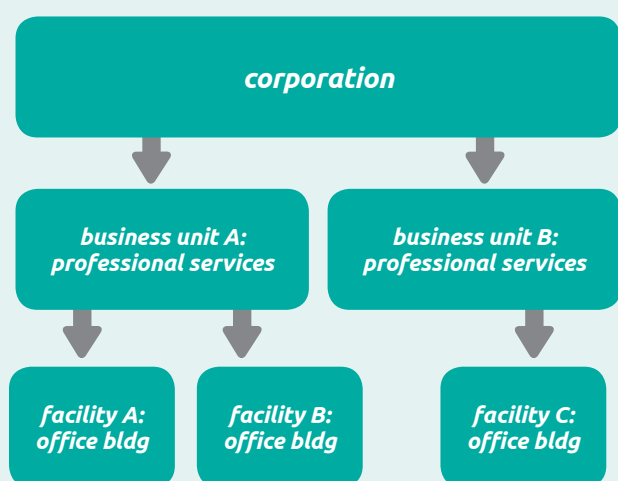 corporation
business unit A:
professional services
business unit B:
professional services
facility A:
office bldg
facility B:
office bldg
facility C:
office bldg